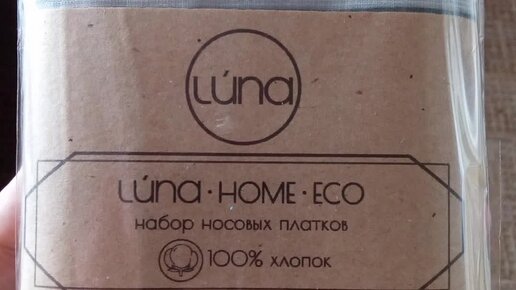 Lúna
Lúna · HOME · ECO
набор носовых платков
100% хлопок